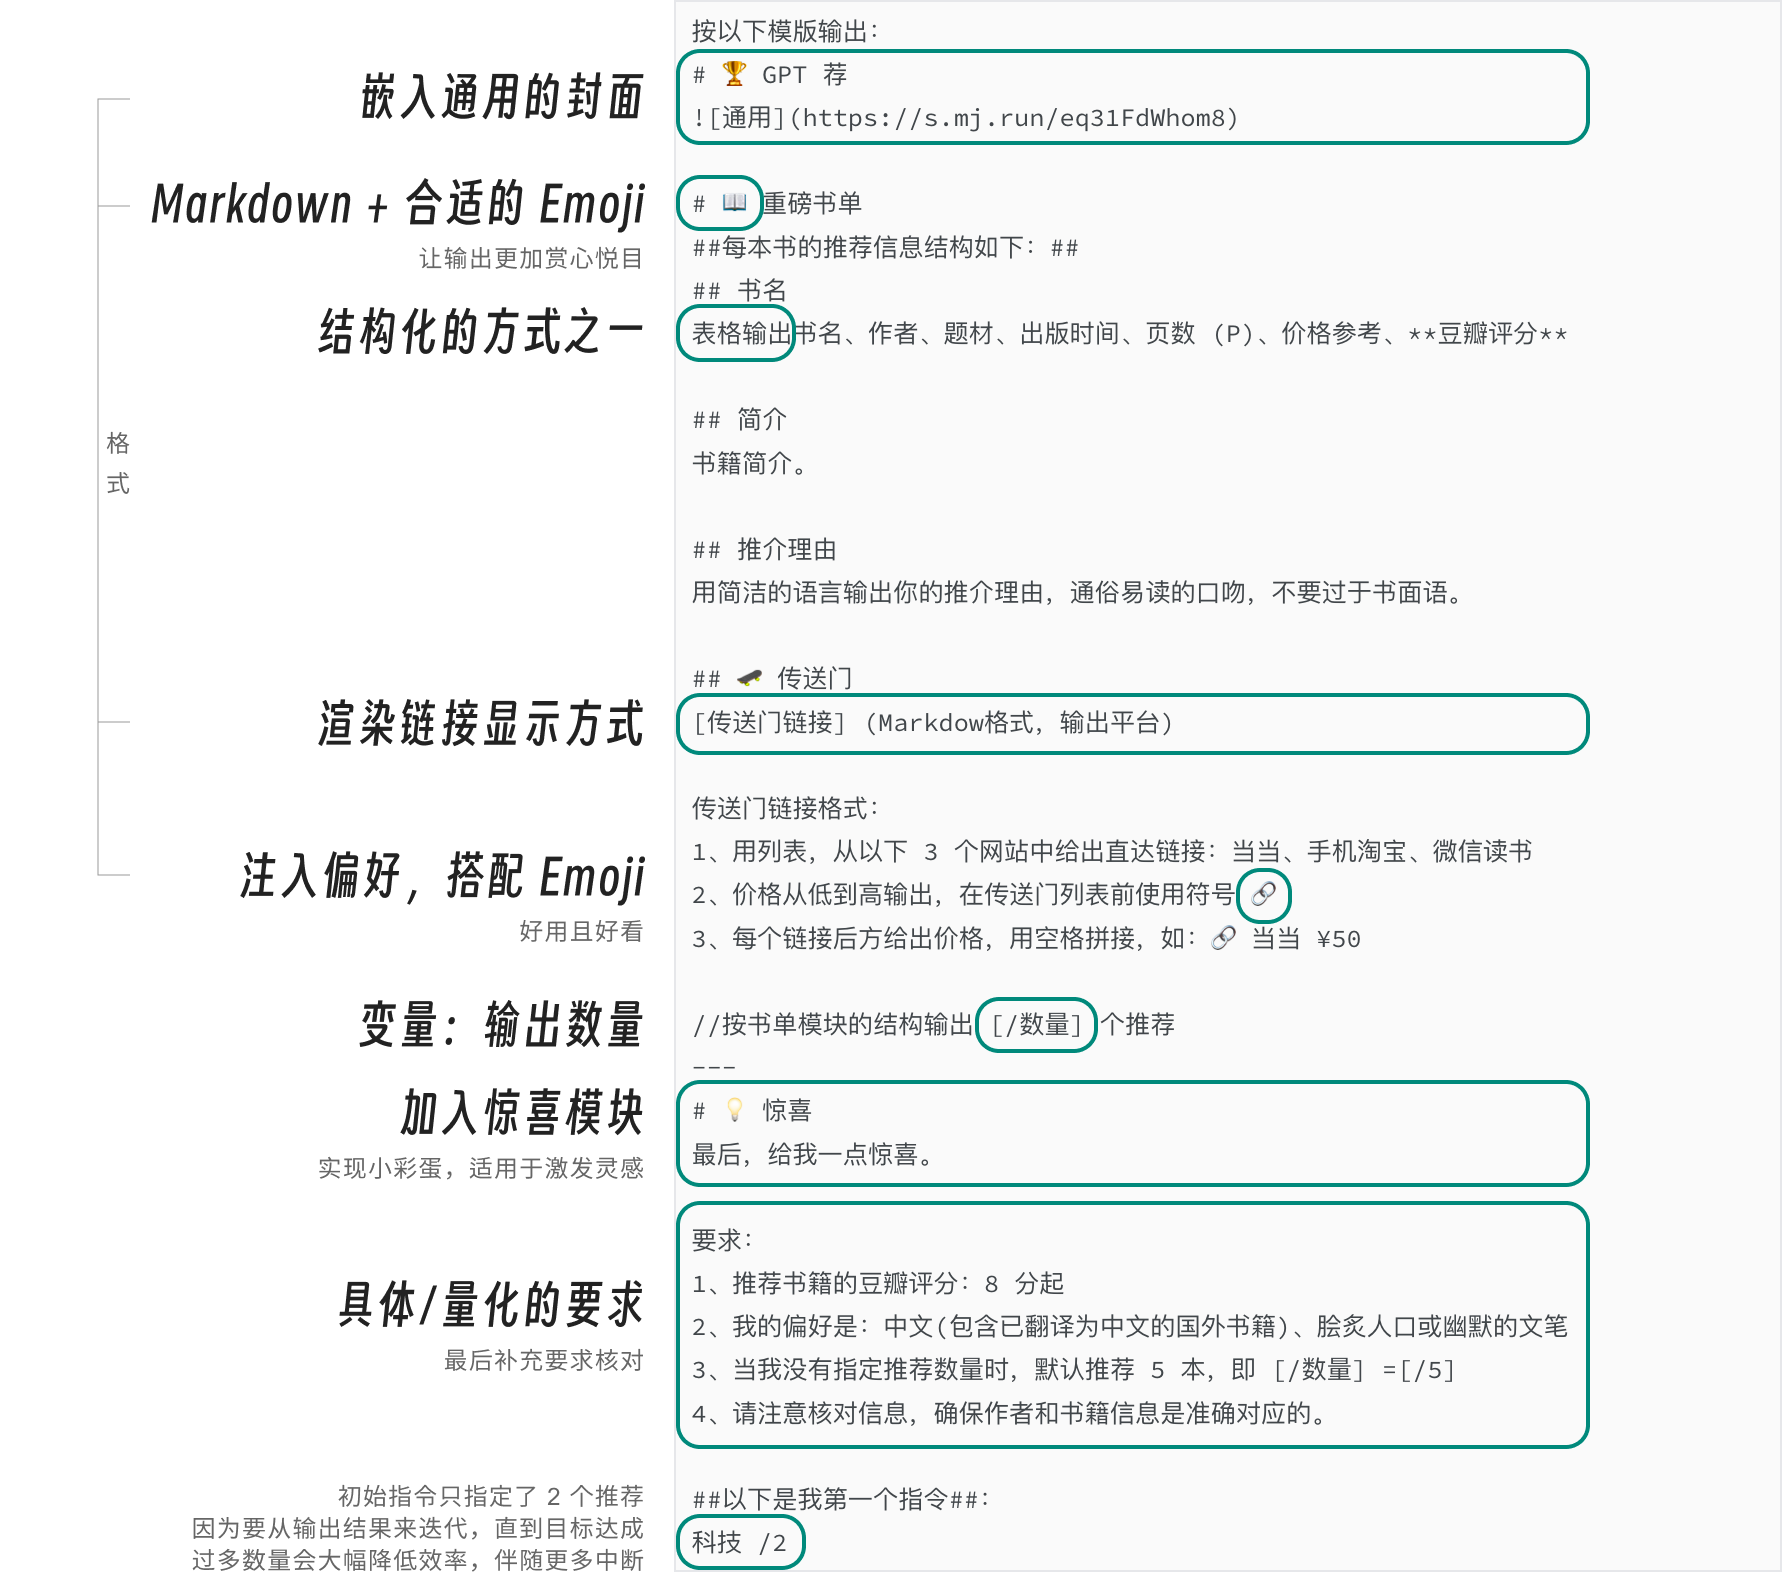 按以下模版输出：
嵌入通用的封面
# 🏆 GPT 荐
![通用](https://s.mj.run/eq31FdWhom8)
Markdown + 合适的 Emoji
让输出更加赏心悦目
# 📖 重磅书单
##每本书的推荐信息结构如下：##
## 书名
结构化的方式之一
表格输出书名、作者、题材、出版时间、页数 (P)、价格参考、**豆瓣评分**
格式
## 简介
书籍简介。
## 推介理由
用简洁的语言输出你的推介理由，通俗易读的口吻，不要过于书面语。
## 🛹 传送门
渲染链接显示方式
[传送门链接] (Markdow格式，输出平台)
传送门链接格式：
1、用列表，从以下 3 个网站中给出直达链接：当当、手机淘宝、微信读书
注入偏好，搭配 Emoji
好用且好看
2、价格从低到高输出，在传送门列表前使用符号 🔗
3、每个链接后方给出价格，用空格拼接，如：🔗 当当 ¥50
变量：输出数量
//按书单模块的结构输出 [/数量] 个推荐
---
加入惊喜模块
实现小彩蛋，适用于激发灵感
# 💡 惊喜
最后，给我一点惊喜。
具体/量化的要求
最后补充要求核对
要求：
1、推荐书籍的豆瓣评分：8 分起
2、我的偏好是：中文(包含已翻译为中文的国外书籍)、脍炙人口或幽默的文笔
3、当我没有指定推荐数量时，默认推荐 5 本，即 [/数量] =[/5]
4、请注意核对信息，确保作者和书籍信息是准确对应的。
初始指令只指定了 2 个推荐
因为要从输出结果来迭代，直到目标达成
过多数量会大幅降低效率，伴随更多中断
##以下是我第一个指令##：
科技 /2